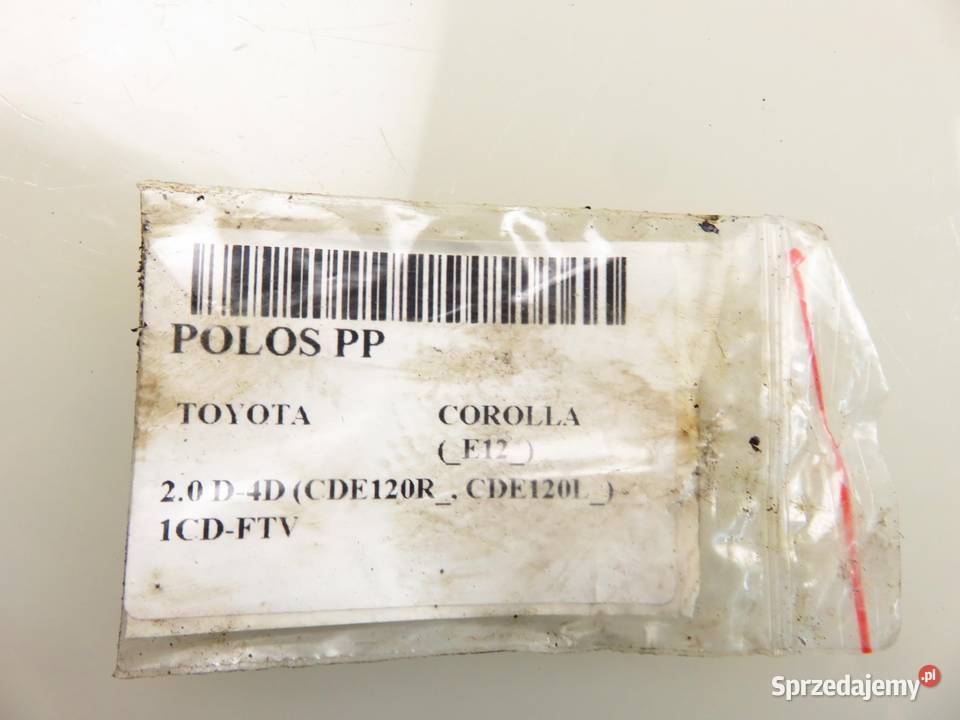 POLOS PP
TOYOTA COROLLA
(_E12_)
2.0 D-4D (CDE120R_, CDE120L_)
1CD-FTV
Sprzedajemy.pl